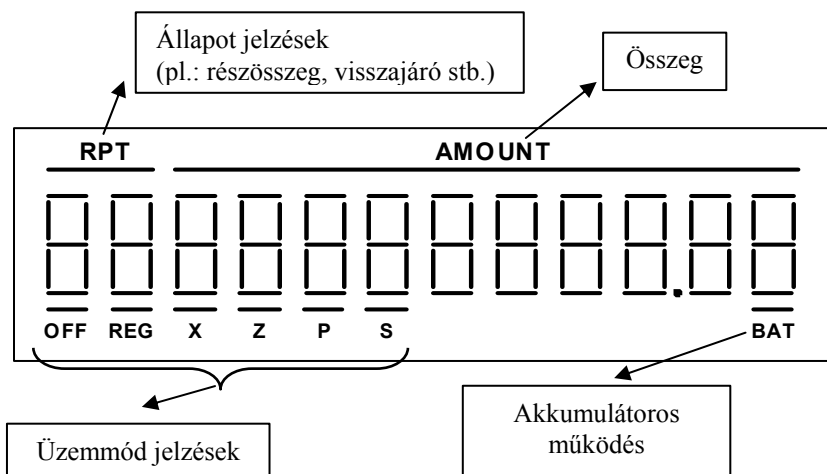 Állapot jelzések
(pl.: részösszeg, visszajáró stb.)
Összeg
RPT AMOUNT
OFF REG X Z P S BAT
Üzemmód jelzések
Akkumulátoros
működés